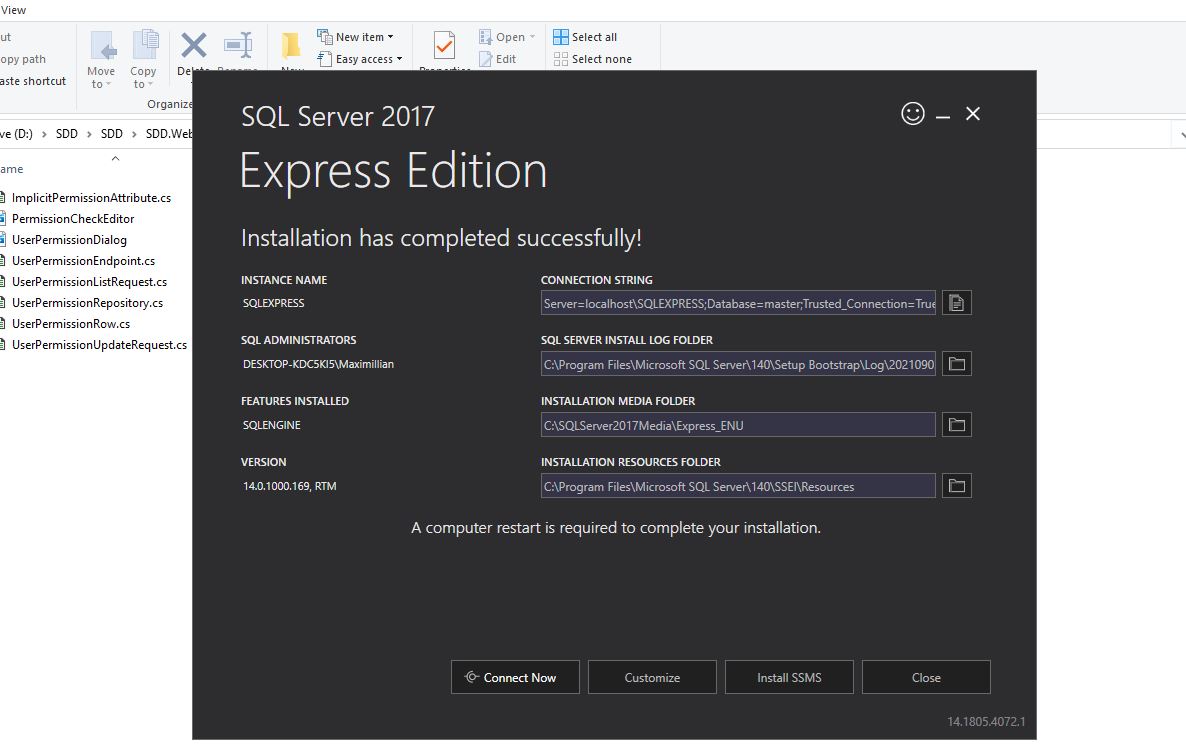 View
ut
opy path
aste shortcut
Move to
Copy to
New item
Easy access
Open
Edit
Select all
Select none
Organize
ve (D:) > SDD > SDD > SDD.Web
ame
ImplicitPermissionAttribute.cs
PermissionCheckEditor
UserPermissionDialog
UserPermissionEndpoint.cs
UserPermissionListRequest.cs
UserPermissionRepository.cs
UserPermissionRow.cs
UserPermissionUpdateRequest.cs
SQL Server 2017
Express Edition
Installation has completed successfully!
INSTANCE NAME
SQLEXPRESS
CONNECTION STRING
Server=localhost\SQLEXPRESS;Database=master;Trusted_Connection=True
SQL ADMINISTRATORS
DESKTOP-KDC5KI5\Maximillian
SQL SERVER INSTALL LOG FOLDER
C:\Program Files\Microsoft SQL Server\140\Setup Bootstrap\Log\2021090
FEATURES INSTALLED
SQLENGINE
INSTALLATION MEDIA FOLDER
C:\SQLServer2017Media\Express_ENU
VERSION
14.0.1000.169, RTM
INSTALLATION RESOURCES FOLDER
C:\Program Files\Microsoft SQL Server\140\SSEI\Resources
A computer restart is required to complete your installation.
Connect Now
Customize
Install SSMS
Close
14.1805.4072.1